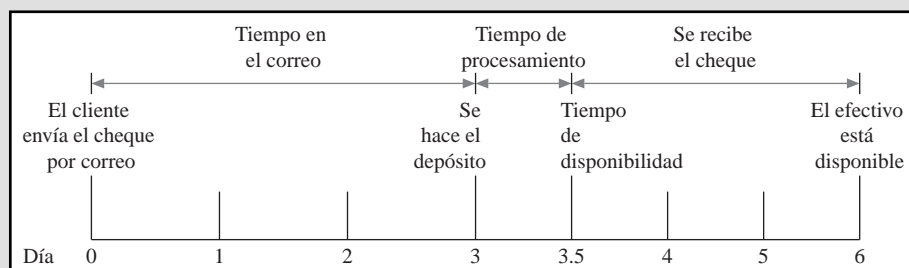 Tiempo en
el correo
Tiempo de
procesamiento
Se recibe
el cheque
El cliente
envía el cheque
por correo
Se
hace el
depósito
Tiempo
de
disponibilidad
El efectivo
está
disponible
Día 0 1 2 3 3.5 4 5 6